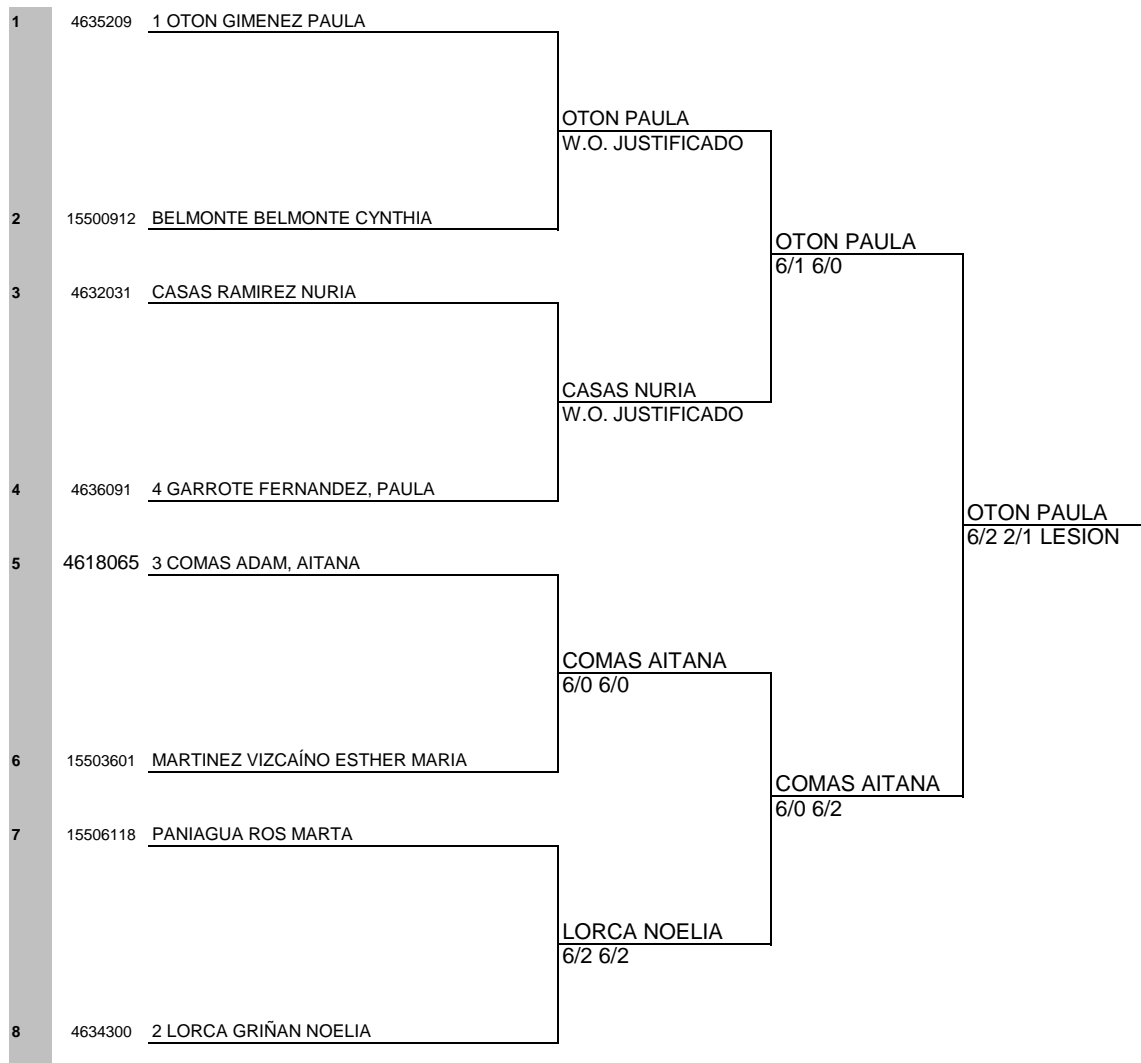 1 4635209 1 OTON GIMENEZ PAULA
OTON PAULA
W.O. JUSTIFICADO
2 15500912 BELMONTE BELMONTE CYNTHIA
OTON PAULA
6/1 6/0
3 4632031 CASAS RAMIREZ NURIA
CASAS NURIA
W.O. JUSTIFICADO
4 4636091 4 GARROTE FERNANDEZ, PAULA
OTON PAULA
6/2 2/1 LESION
5 4618065 3 COMAS ADAM, AITANA
COMAS AITANA
6/0 6/0
6 15503601 MARTINEZ VIZCAÍNO ESTHER MARIA
COMAS AITANA
6/0 6/2
7 15506118 PANIAGUA ROS MARTA
LORCA NOELIA
6/2 6/2
8 4634300 2 LORCA GRIÑAN NOELIA